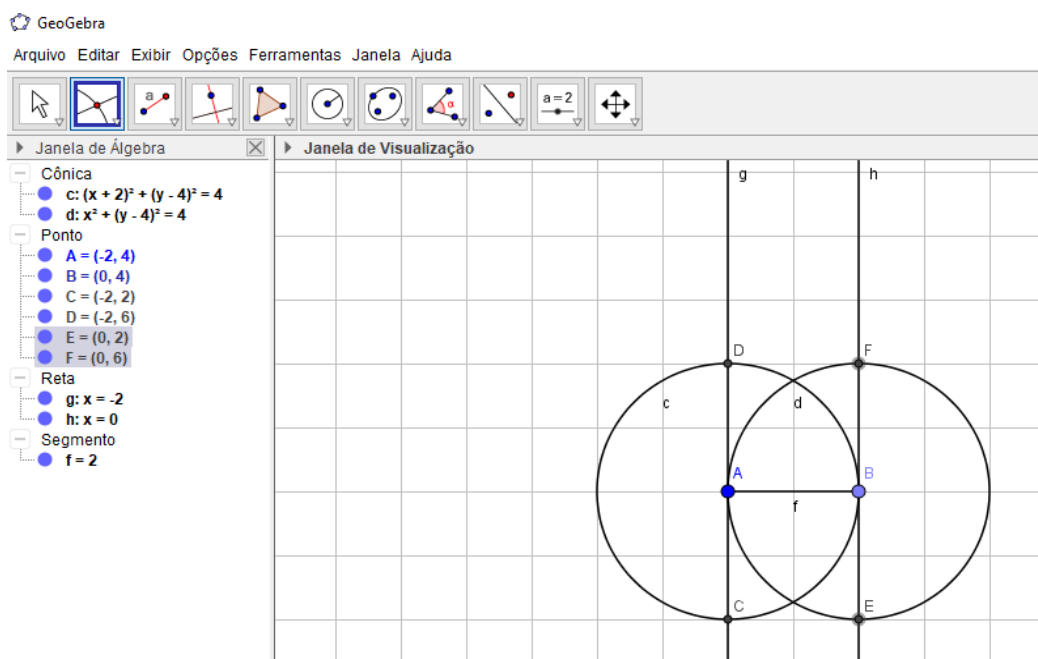 GeoGebra
Arquivo Editar Exibir Opções Ferramentas Janela Ajuda
a
α
a=2
Janela de Álgebra
Janela de Visualização
Cônica
c: (x + 2)² + (y - 4)² = 4
d: x² + (y - 4)² = 4
Ponto
A = (-2, 4)
B = (0, 4)
C = (-2, 2)
D = (-2, 6)
E = (0, 2)
F = (0, 6)
Reta
g: x = -2
h: x = 0
Segmento
f = 2
g h
D F
c d
A B
f
C E